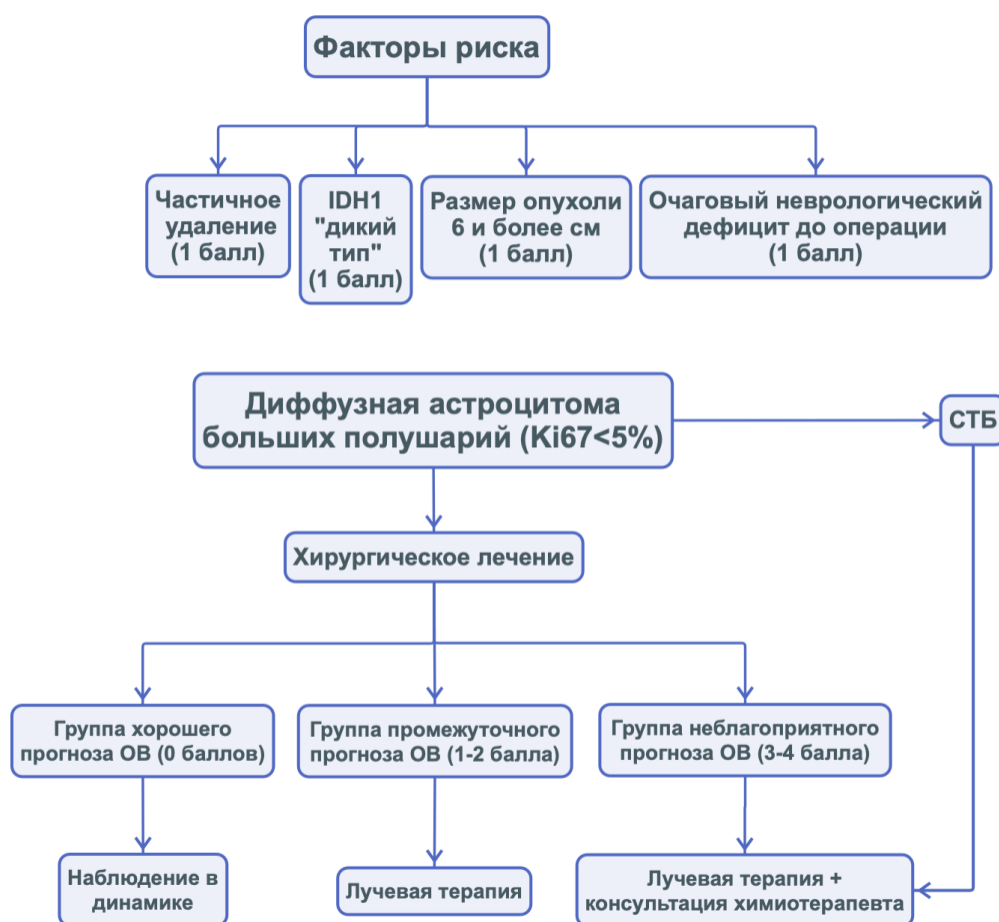 Факторы риска
Частичное
удаление
(1 балл)
IDH1
"дикий
тип"
(1 балл)
Размер опухоли
6 и более см
(1 балл)
Очаговый неврологический
дефицит до операции
(1 балл)
Диффузная астроцитома
больших полушарий (Ki67<5%)
СТБ
Хирургическое лечение
Группа хорошего
прогноза ОВ (0 баллов)
Группа промежуточного
прогноза ОВ (1-2 балла)
Группа неблагоприятного
прогноза ОВ (3-4 балла)
Наблюдение в
динамике
Лучевая терапия
Лучевая терапия +
консультация химиотерапевта